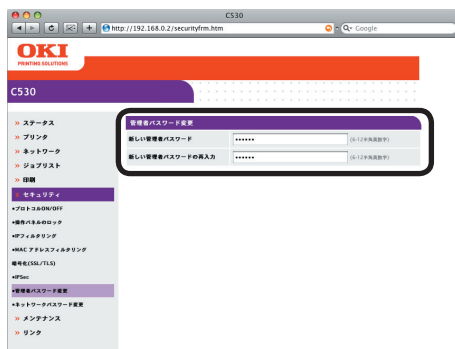 C530
http://192.168.0.2/securityfrm.htm
Google
OKI
PRINTING SOLUTIONS
C530
» ステータス
» プリンタ
» ネットワーク
» ジョブリスト
» 印刷
» セキュリティ
•プロトコルON/OFF
•操作パネルのロック
•IPフィルタリング
•MAC アドレスフィルタリング
暗号化(SSL/TLS)
•IPSec
•管理者パスワード変更
•ネットワークパスワード変更
» メンテナンス
» リンク
管理者パスワード変更
新しい管理者パスワード •••••• (6-12半角英数字)
新しい管理者パスワードの再入力 •••••• (6-12半角英数字)